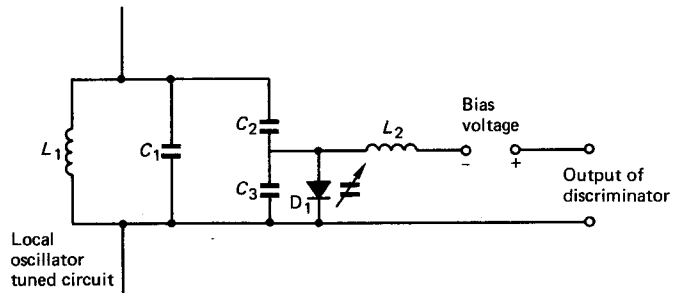 Bias
voltage
L₁
C₁
C₂
C₃
D₁
L₂
−
+
Output of
discriminator
Local
oscillator
tuned circuit